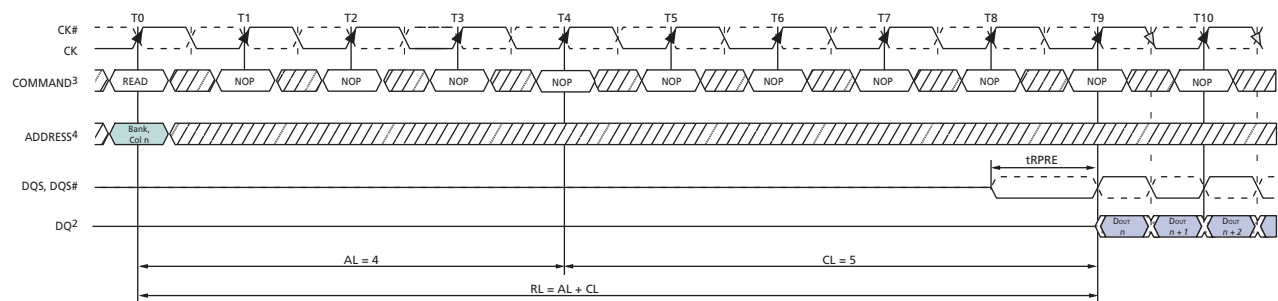 T0 T1 T2 T3 T4 T5 T6 T7 T8 T9 T10
CK#
CK
COMMAND3 READ NOP NOP NOP NOP NOP NOP NOP NOP NOP NOP
ADDRESS4 Bank,
Col n
tRPRE
DQS, DQS#
DQ2 DOUT n DOUT n + 1 DOUT n + 2
AL = 4 CL = 5
RL = AL + CL